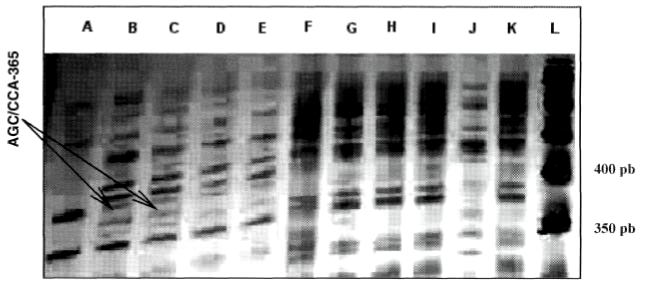 A B C D E F G H I J K L
AGC/CCA-365
400 pb
350 pb